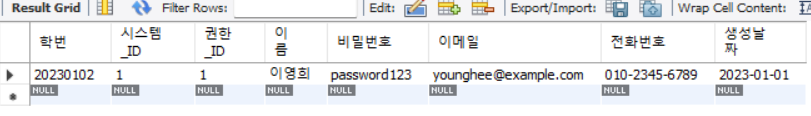 Result Grid Filter Rows: Edit: Export/Import: Wrap Cell Content:
학번 시스템_ID 권한_ID 이름 비밀번호 이메일 전화번호 생성날짜
20230102 1 1 이영희 password123 younghee@example.com 010-2345-6789 2023-01-01
NULL NULL NULL NULL NULL NULL NULL NULL